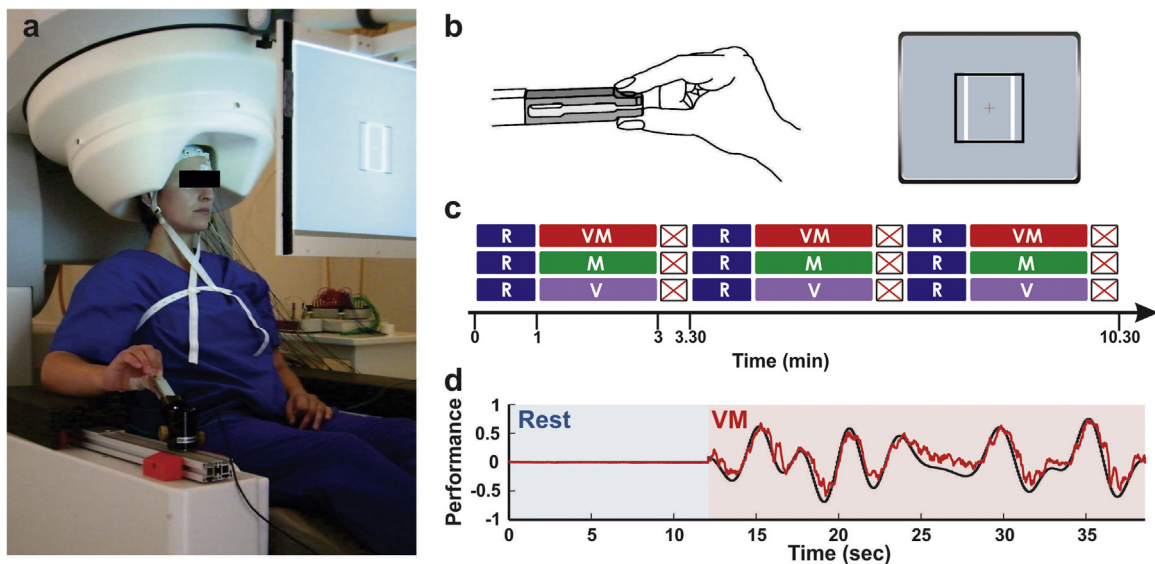 a
b
c
R VM R VM R VM
R M R M R M
R V R V R V
0 1 3 3.30 10.30
Time (min)
d
Performance
1
0.5
0
-0.5
-1
Rest VM
0 5 10 15 20 25 30 35
Time (sec)